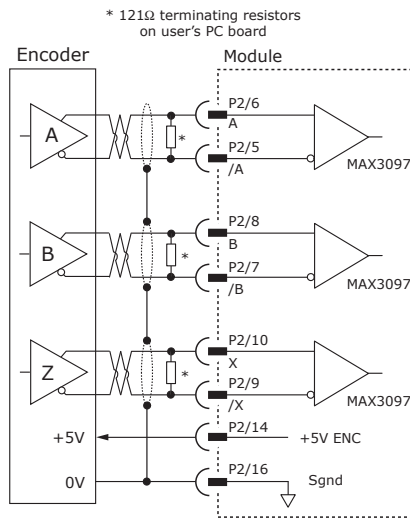 * 121Ω terminating resistors
on user's PC board
Encoder
Module
A
P2/6
A
P2/5
/A
*
MAX3097
B
P2/8
B
P2/7
/B
*
MAX3097
Z
P2/10
X
P2/9
/X
*
MAX3097
+5V
P2/14
+5V ENC
0V
P2/16
Sgnd